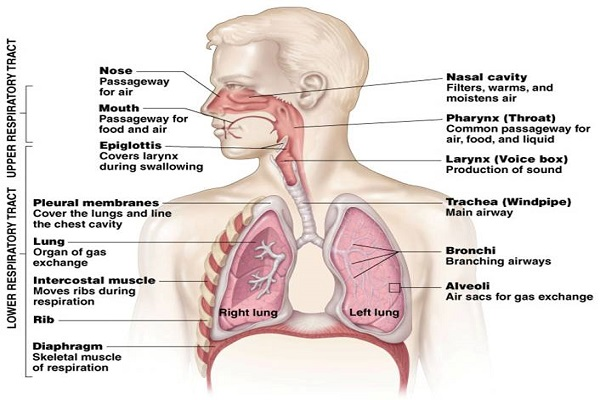 UPPER RESPIRATORY TRACT
LOWER RESPIRATORY TRACT
Nose
Passageway
for air
Mouth
Passageway for
food and air
Epiglottis
Covers larynx
during swallowing
Pleural membranes
Cover the lungs and line
the chest cavity
Lung
Organ of gas
exchange
Intercostal muscle
Moves ribs during
respiration
Rib
Diaphragm
Skeletal muscle
of respiration
Nasal cavity
Filters, warms, and
moistens air
Pharynx (Throat)
Common passageway for
air, food, and liquid
Larynx (Voice box)
Production of sound
Trachea (Windpipe)
Main airway
Bronchi
Branching airways
Alveoli
Air sacs for gas exchange
Right lung
Left lung